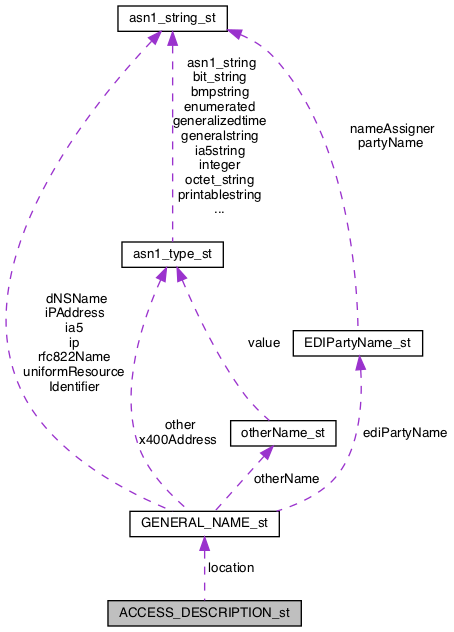 asn1_string_st
asn1_string
bit_string
bmpstring
enumerated
generalizedtime
generalstring
ia5string
integer
octet_string
printablestring
...
nameAssigner
partyName
asn1_type_st
dNSName
iPAddress
ia5
ip
rfc822Name
uniformResource
Identifier
value
EDIPartyName_st
other
x400Address
otherName_st
ediPartyName
otherName
GENERAL_NAME_st
location
ACCESS_DESCRIPTION_st